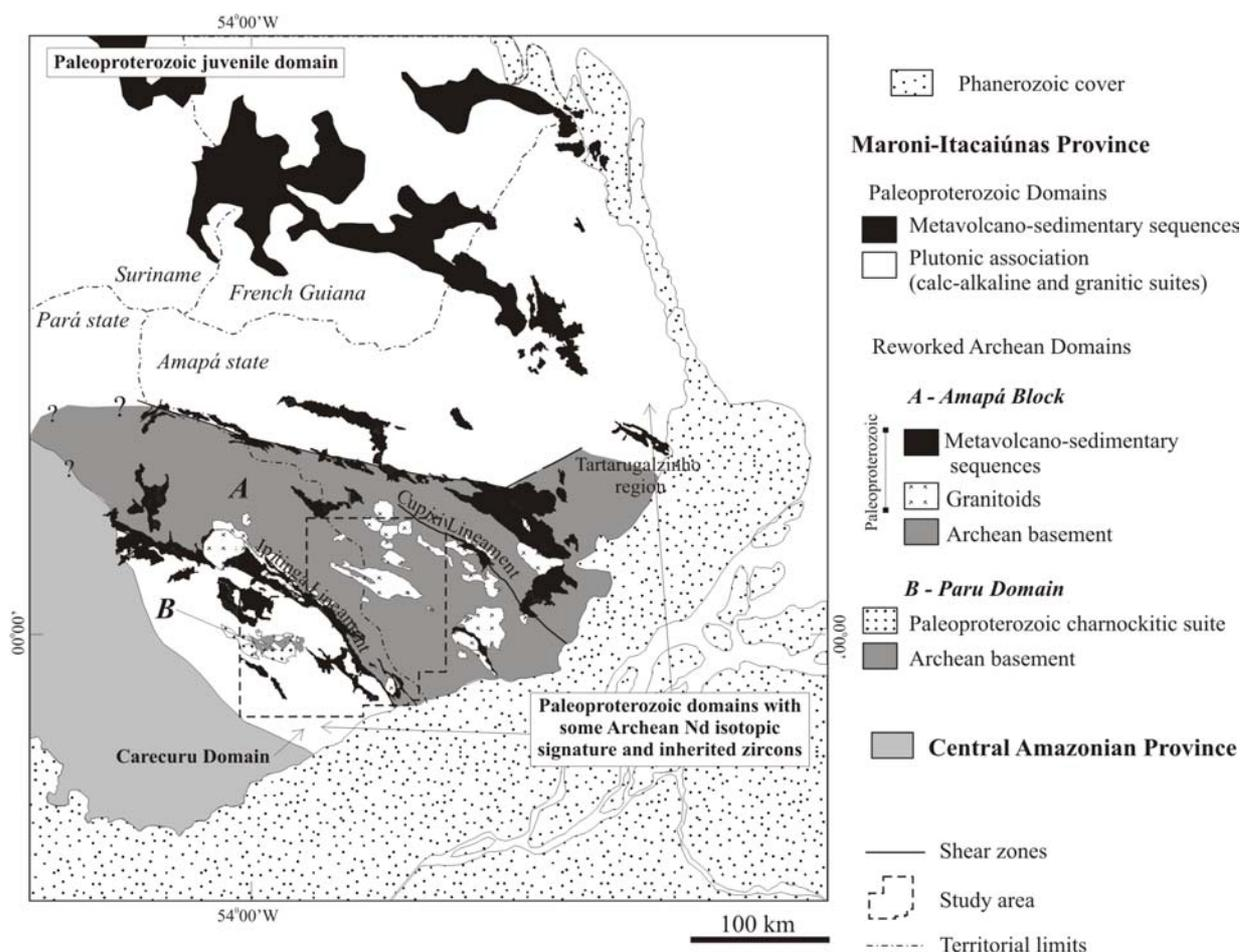 54°00'W
Paleoproterozoic juvenile domain
Suriname
French Guiana
Pará state
Amapá state
?
?
?
A
Tartarugalzinho
region
Cupixi Lineament
Ipitinga Lineament
B
00°00'
00°00'
Paleoproterozoic domains with
some Archean Nd isotopic
signature and inherited zircons
Carecuru Domain
54°00'W
100 km
Phanerozoic cover
Maroni-Itacaiúnas Province
Paleoproterozoic Domains
Metavolcano-sedimentary sequences
Plutonic association
(calc-alkaline and granitic suites)
Reworked Archean Domains
A - Amapá Block
Paleoproterozoic
Metavolcano-sedimentary
sequences
Granitoids
Archean basement
B - Paru Domain
Paleoproterozoic charnockitic suite
Archean basement
Central Amazonian Province
Shear zones
Study area
Territorial limits